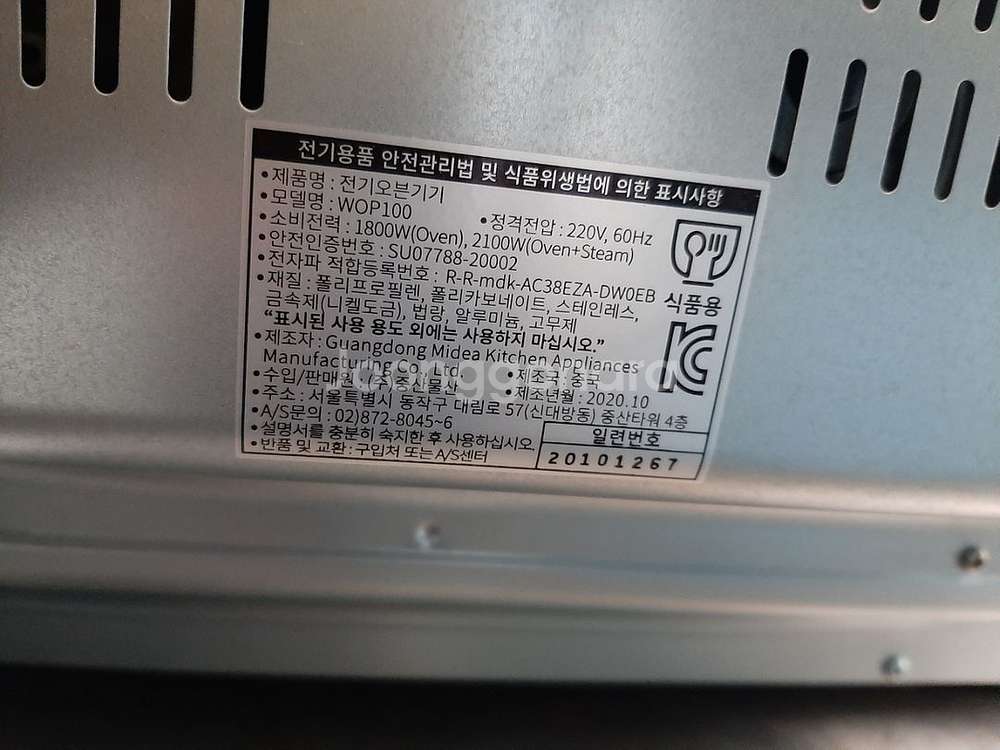 전기용품 안전관리법 및 식품위생법에 의한 표시사항
• 제품명 : 전기오븐기기
• 모델명 : WOP100
• 정격전압 : 220V, 60Hz
• 소비전력 : 1800W(Oven), 2100W(Oven+Steam)
• 안전인증번호 : SU07788-20002
• 전자파 적합등록번호 : R-R-mdk-AC38EZA-DW0EB
• 재질 : 폴리프로필렌, 폴리카보네이트, 스테인레스,
금속제(니켈도금), 법랑, 알루미늄, 고무제
“표시된 사용 용도 외에는 사용하지 마십시오.”
식품용
• 제조자 : Guangdong Midea Kitchen Appliances
Manufacturing co., Ltd.
• 제조국 : 중국
• 수입/판매원
중산물산
• 제조년월 : 2020.10
• 주소 : 서울특별시 동작구 대림로 57(신대방동) 중산타워 4층
• A/S문의 : 02)872-8045~6
• 설명서를 충분히 숙지한 후 사용하십시오.
• 반품 및 교환 : 구입처 또는 A/S센터
일련번호
20101267
Joonggonara